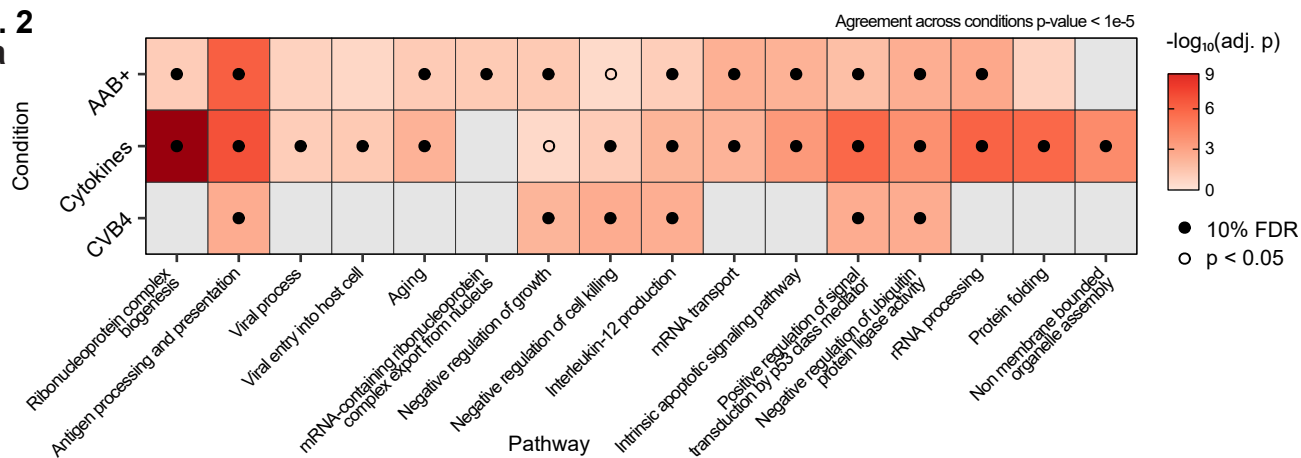 . 2
a
Agreement across conditions p-value < 1e-5
-log₁₀(adj. p)
9
6
3
0
10% FDR
p < 0.05
Condition
AAB+
Cytokines
CVB4
Ribonucleoprotein complex
biogenesis
Antigen processing and presentation
Viral process
Viral entry into host cell
Aging
mRNA-containing ribonucleoprotein
complex export from nucleus
Negative regulation of growth
Negative regulation of cell killing
Interleukin-12 production
mRNA transport
Intrinsic apoptotic signaling pathway
Positive regulation of signal
transduction by p53 class mediator
Negative regulation of ubiquitin
protein ligase activity
rRNA processing
Protein folding
Non membrane bounded
organelle assembly
Pathway